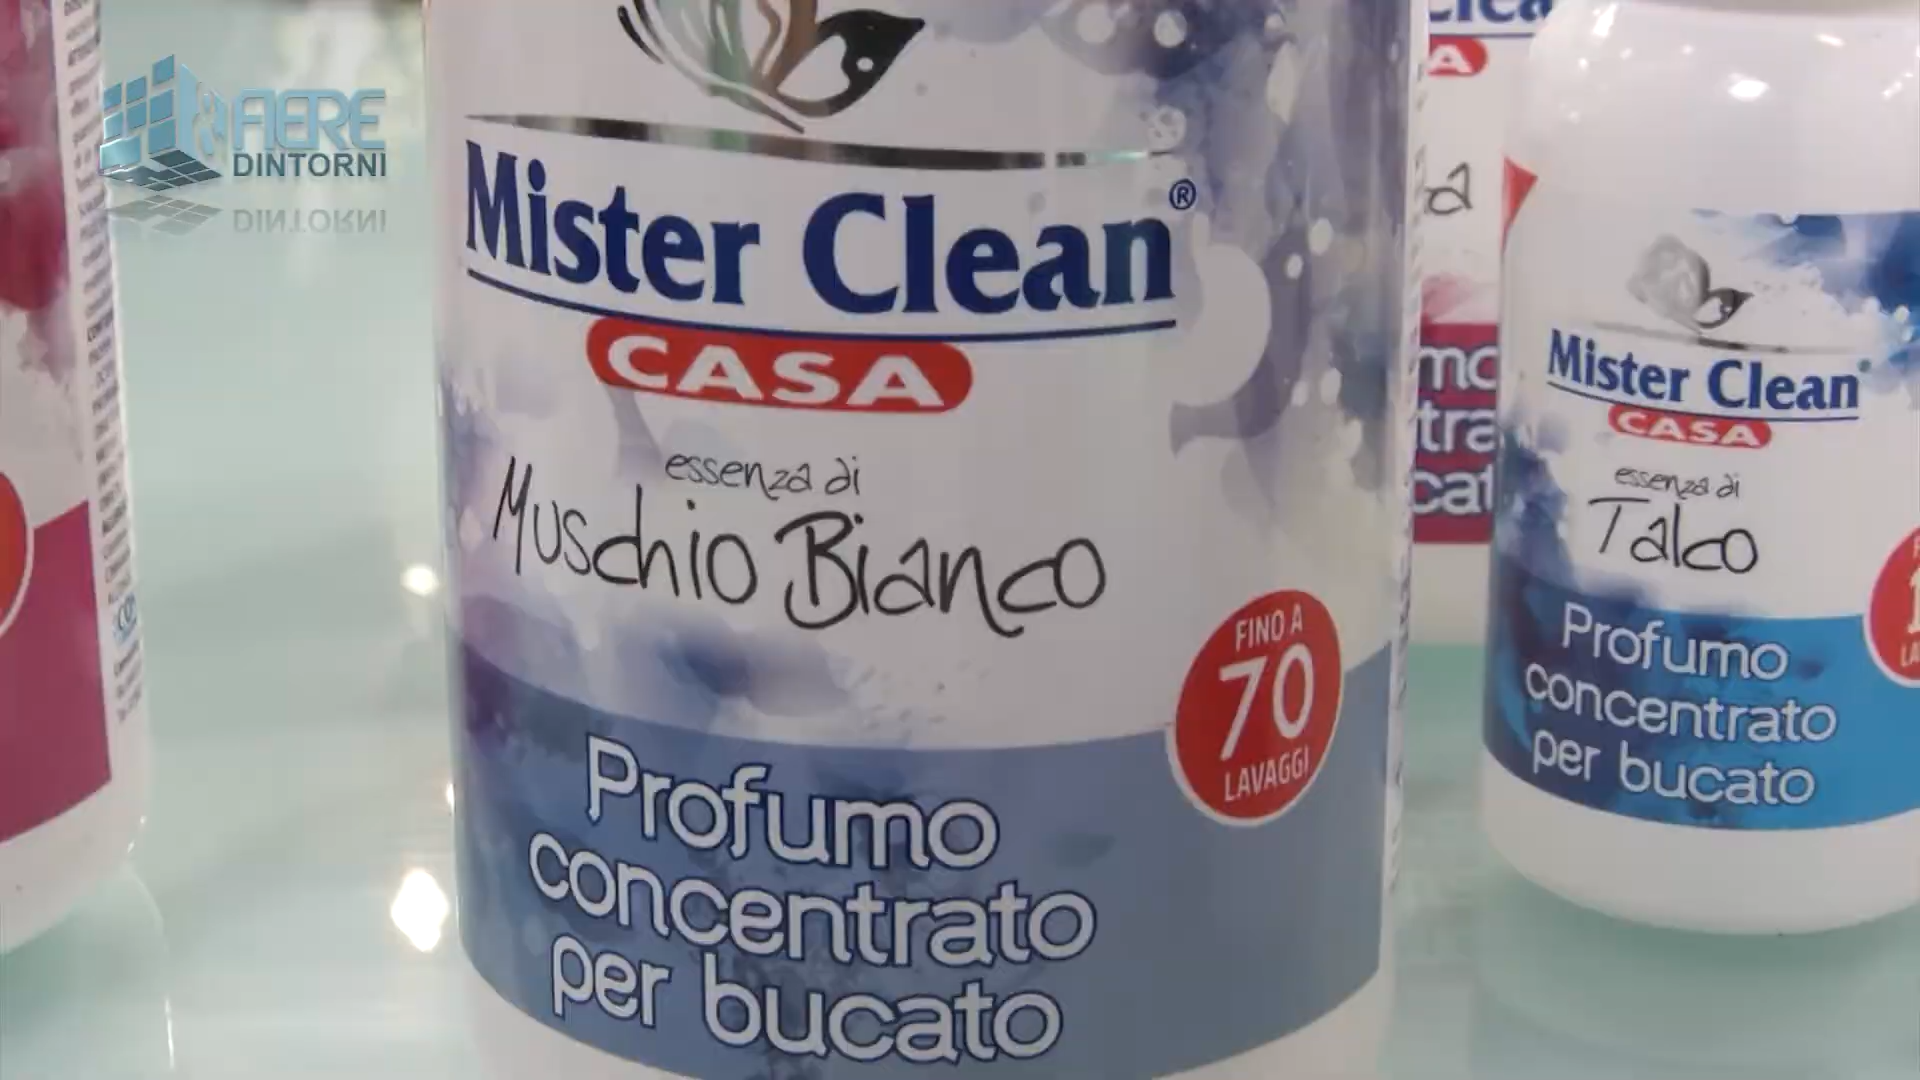 FIERE
DINTORNI
Mister Clean®
CASA
essenza di
Muschio Bianco
FINO A
70
LAVAGGI
Profumo
concentrato
per bucato
Mister Clean
CASA
essenza di
Talco
Profumo
concentrato
per bucato